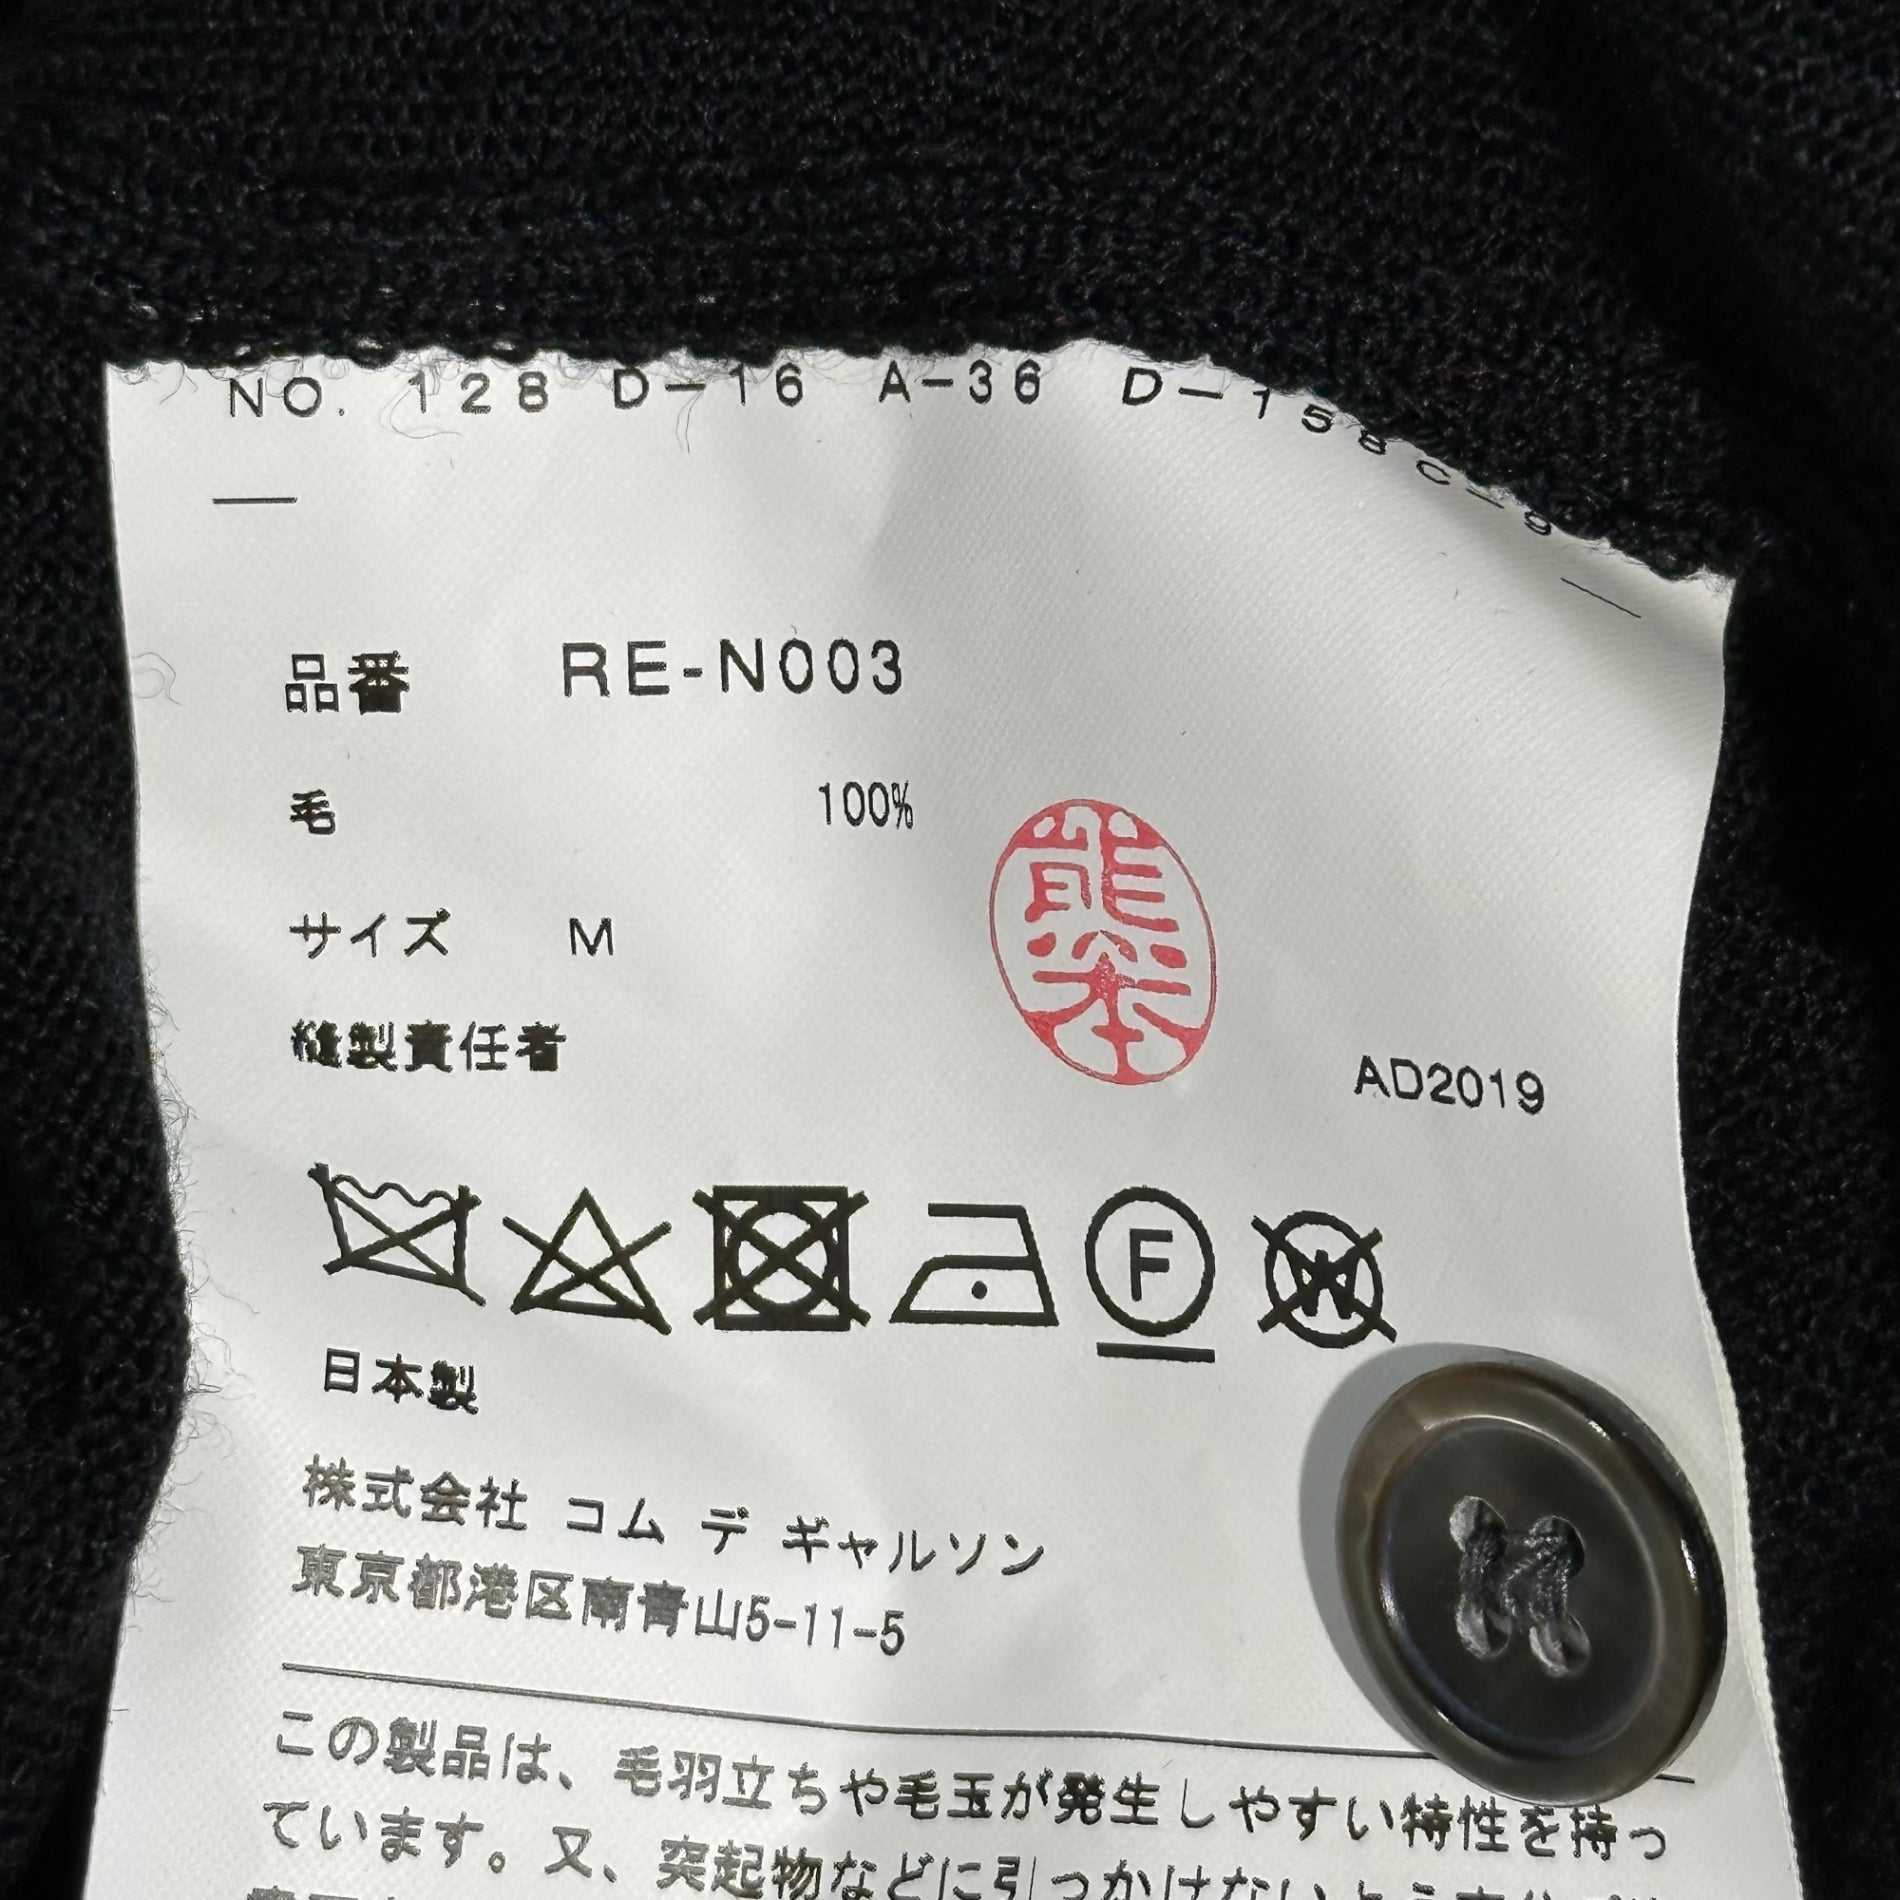 NO. 128 D-16 A-36 D-158C-9
品番 RE-N003
毛 100%
サイズ M
熊本
縫製責任者
AD2019
F
W
日本製
株式会社 コム デ ギャルソン
東京都港区南青山5-11-5
この製品は、毛羽立ちや毛玉が発生しやすい特性を持っ
ています。又、突起物などに引っかけないよう